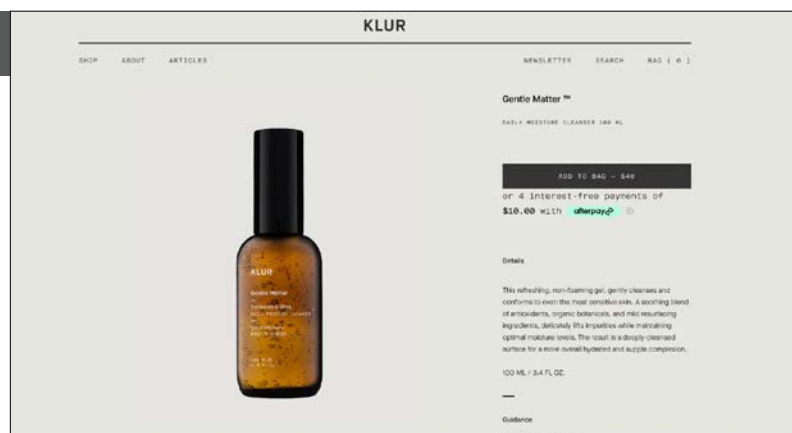 KLUR
SHOP ABOUT ARTICLES NEWSLETTER SEARCH BAG ( 0 )
Gentle Matter ™
DAILY MOISTURE CLEANSER 100 ML
ADD TO BAG — $40
or 4 interest-free payments of
$10.00 with afterpay ⓘ
KLUR
Gentle Matter
Details
This refreshing, non-foaming gel, gently cleanses and
conforms to even the most sensitive skin. A soothing blend
of antioxidants, organic botanicals, and mild resurfacing
ingredients, delicately lifts impurities while maintaining
optimal moisture levels. The result is a deeply cleansed
surface for a more overall hydrated and supple complexion.
100 ML / 3.4 FL OZ.
Guidance